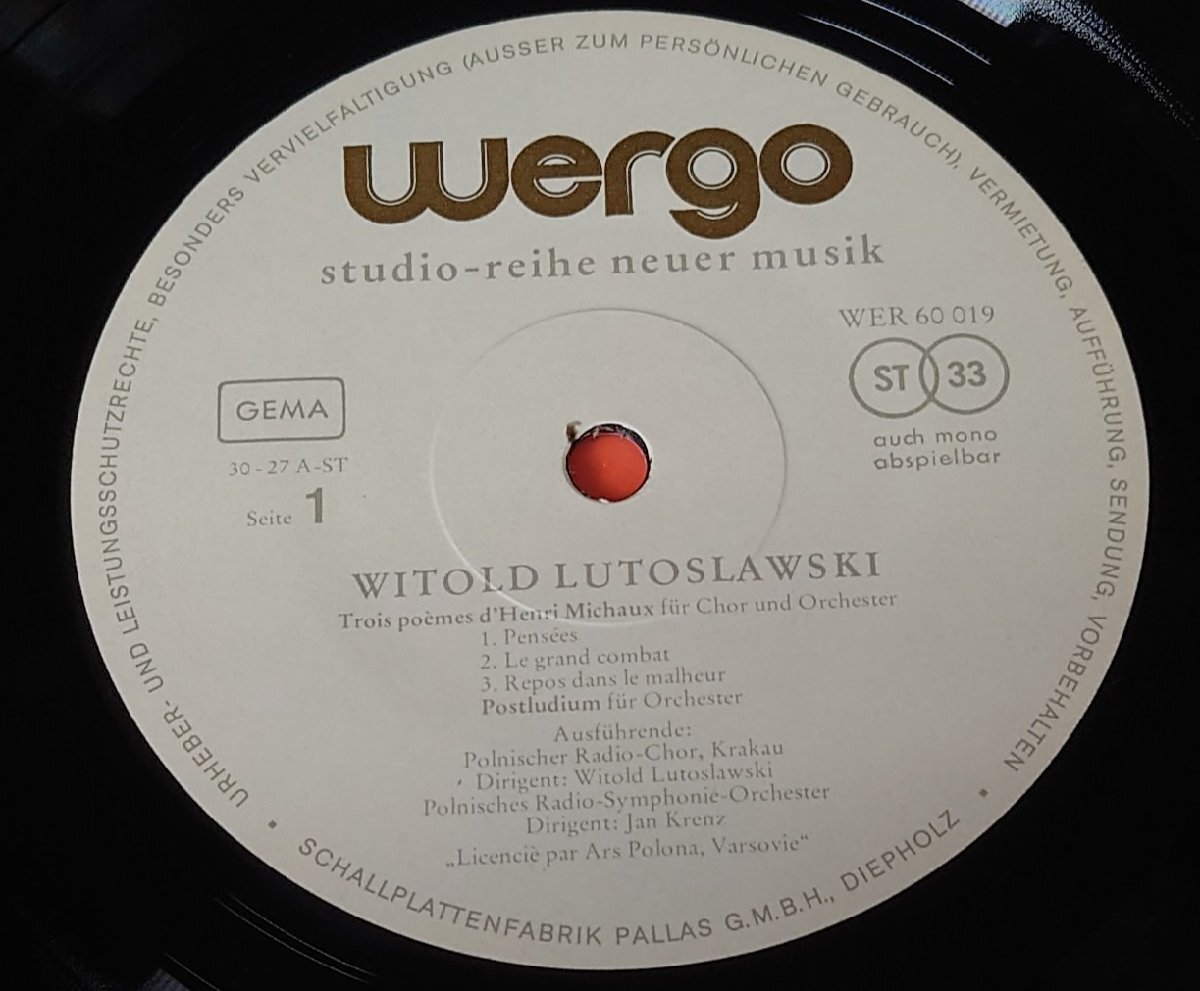 URHEBER- UND LEISTUNGSSCHUTZRECHTE, BESONDERS VERVIELFÄLTIGUNG (AUSSER ZUM PERSÖNLICHEN GEBRAUCH), VERMIETUNG, AUFFÜHRUNG, SENDUNG, VORBEHALTEN
wergo
studio-reihe neuer musik
WER 60 019
ST 33
auch mono
abspielbar
GEMA
30-27 A-ST
Seite 1
WITOLD LUTOSLAWSKI
Trois poèmes d'Henri Michaux für Chor und Orchester
1. Pensées
2. Le grand combat
3. Repos dans le malheur
Postludium für Orchester
Ausführende:
Polnischer Radio-Chor, Krakau
Dirigent: Witold Lutoslawski
Polnisches Radio-Symphonie-Orchester
Dirigent: Jan Krenz
„Licenciè par Ars Polona, Varsovie“
• SCHALLPLATTENFABRIK PALLAS G.M.B.H., DIEPHOLZ •